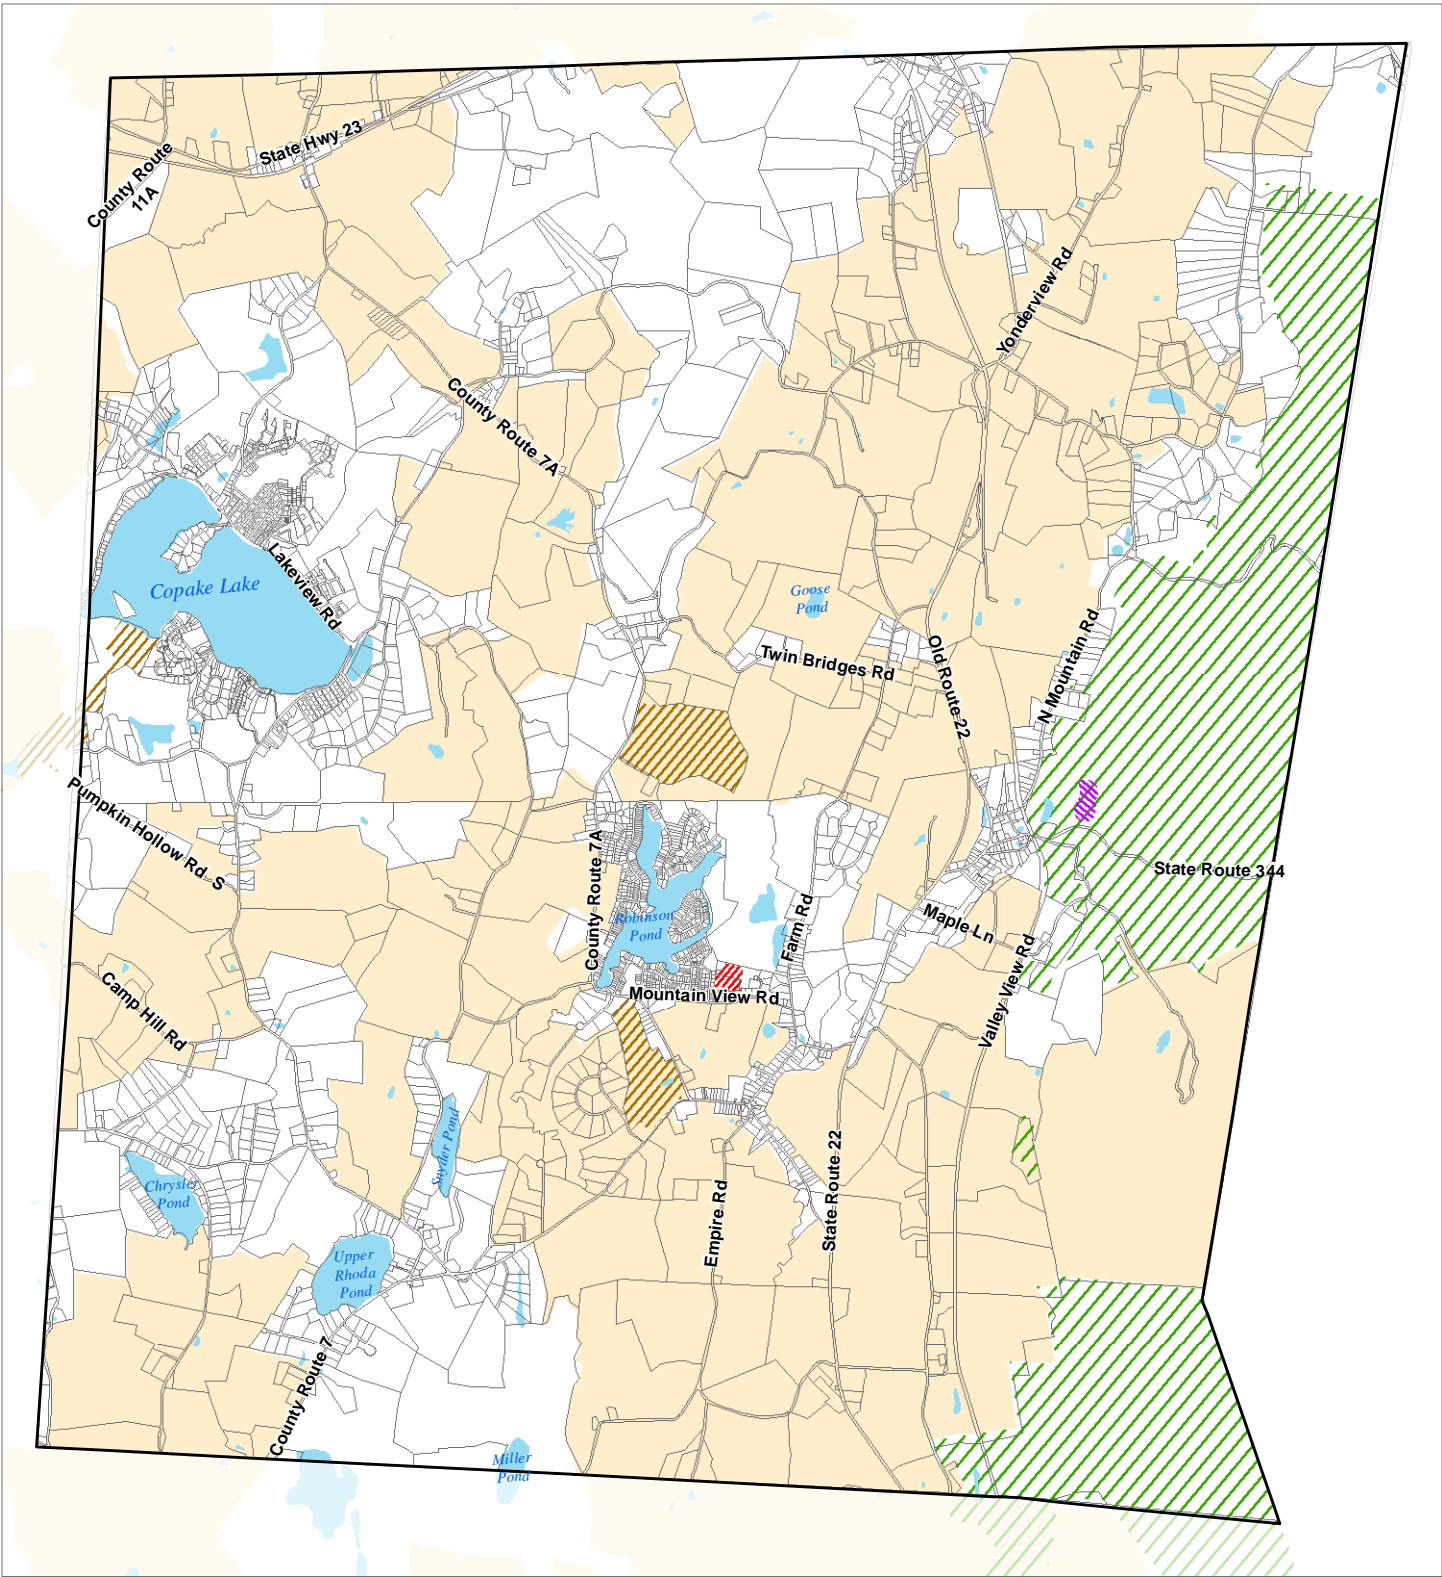 State Hwy 23
County Route
11A
Yonderview Rd
County Route 7A
Copake Lake
Lakeview Rd
Goose
Pond
Twin Bridges Rd
Old Route 22
N Mountain Rd
Pumpkin Hollow Rd S
County Route 7A
State Route 344
Robinson
Pond
Farm Rd
Maple Ln
Valley View Rd
Mountain View Rd
Camp Hill Rd
Snyder Pond
Chrysler
Pond
State Route 22
Empire Rd
Upper
Rhoda
Pond
County Route 7
Miller
Pond